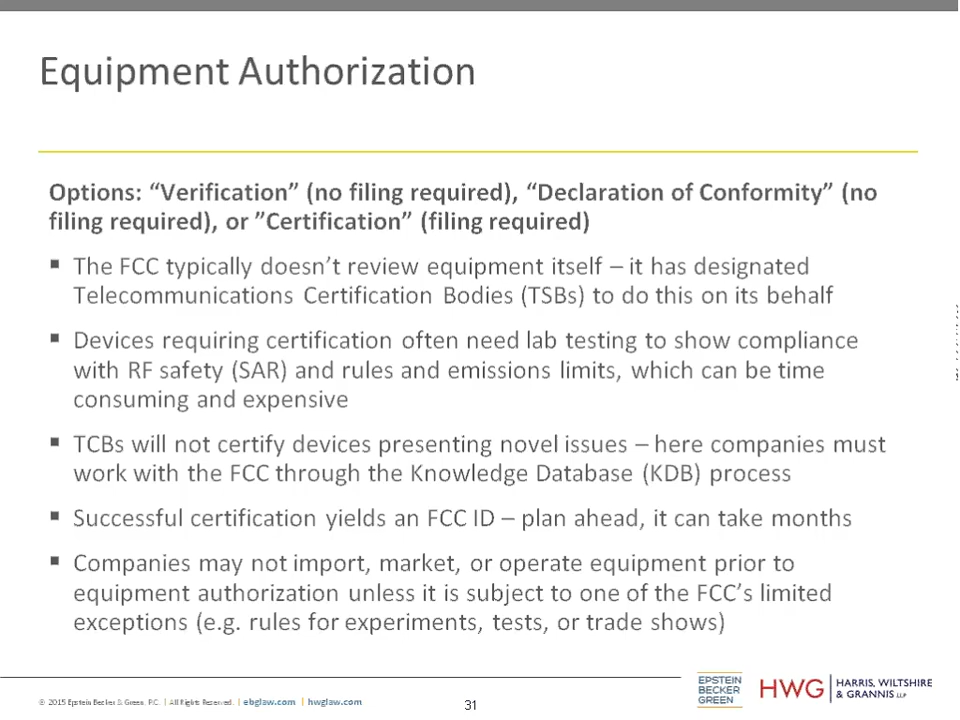 Equipment Authorization
Options: “Verification” (no filing required), “Declaration of Conformity” (no
filing required), or ”Certification” (filing required)
▪ The FCC typically doesn’t review equipment itself – it has designated
Telecommunications Certification Bodies (TSBs) to do this on its behalf
▪ Devices requiring certification often need lab testing to show compliance
with RF safety (SAR) and rules and emissions limits, which can be time
consuming and expensive
▪ TCBs will not certify devices presenting novel issues – here companies must
work with the FCC through the Knowledge Database (KDB) process
▪ Successful certification yields an FCC ID – plan ahead, it can take months
▪ Companies may not import, market, or operate equipment prior to
equipment authorization unless it is subject to one of the FCC’s limited
exceptions (e.g. rules for experiments, tests, or trade shows)
© 2015 Epstein Becker & Green, P.C. | All Rights Reserved. | ebglaw.com | hwglaw.com
31
EPSTEIN
BECKER
GREEN
HWG
HARRIS, WILTSHIRE
& GRANNIS LLP